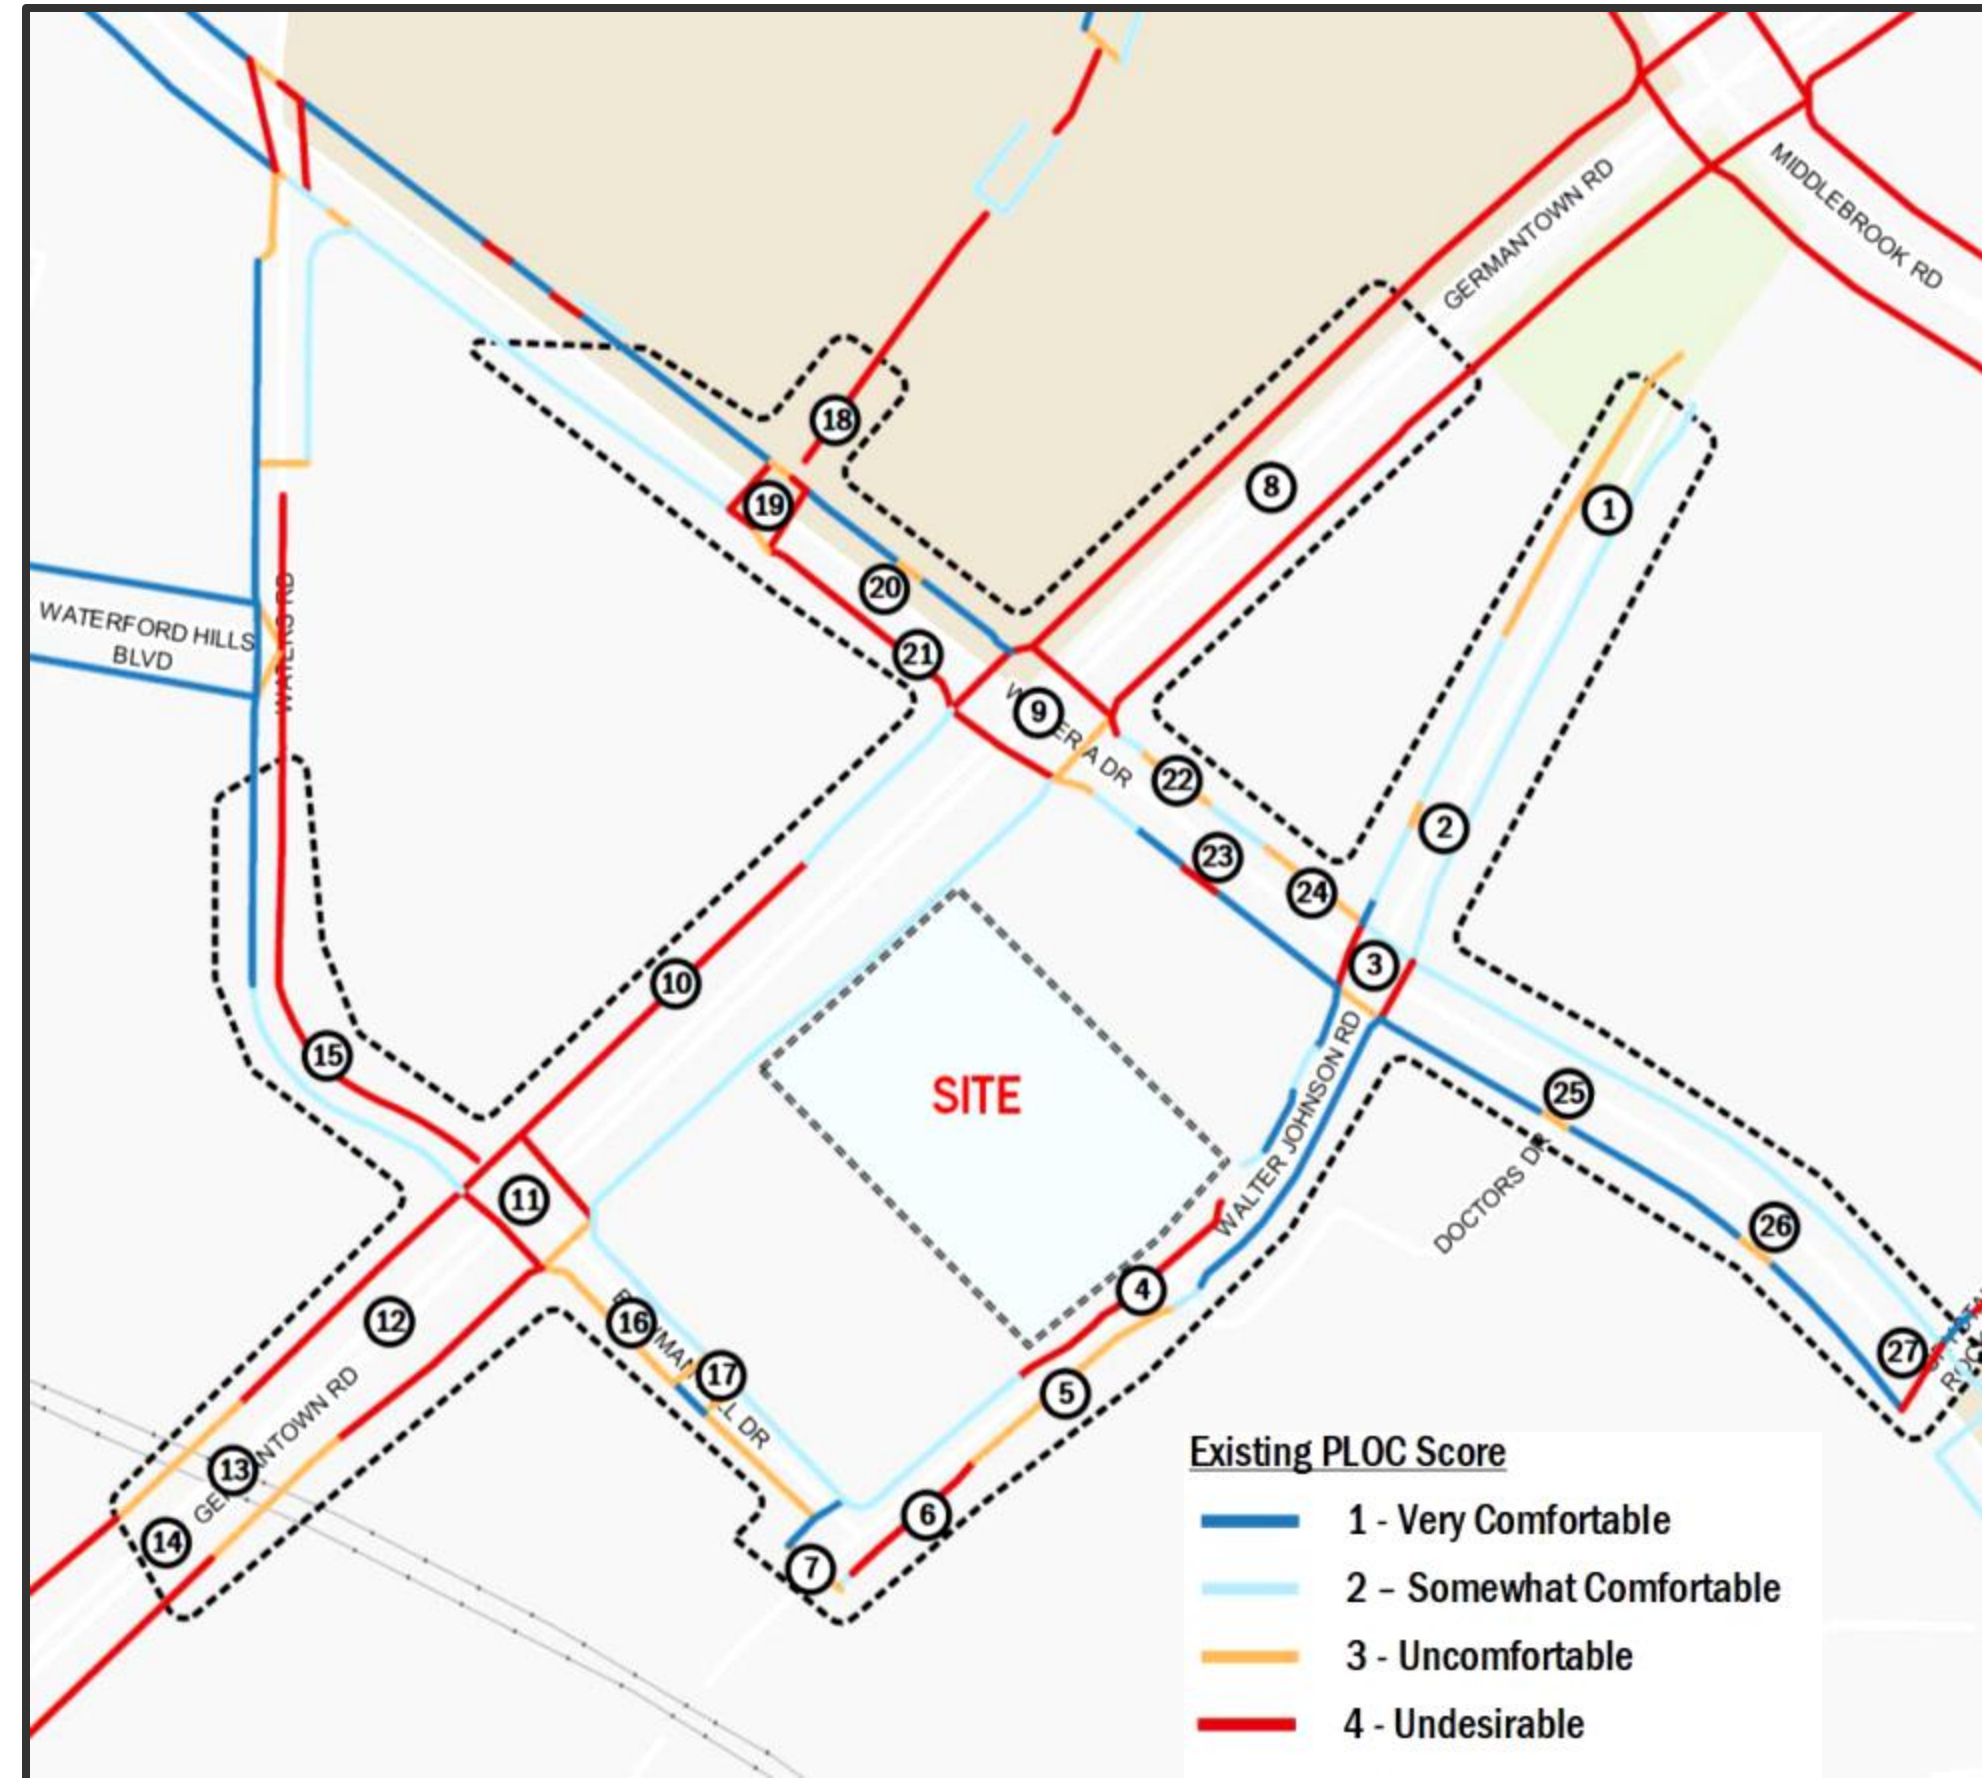 GERMANTOWN RD
MIDDLEBROOK RD
18
19
8
1
20
WATERS RD
WATERFORD HILLS
BLVD
21
9
22
2
23
24
3
10
15
SITE
WALTER JOHNSON RD
25
DOCTORS DR
11
26
4
12
16
17
5
27
GERMANTOWN RD
13
14
6
7
Existing PLOC Score
1 - Very Comfortable
2 – Somewhat Comfortable
3 - Uncomfortable
4 - Undesirable